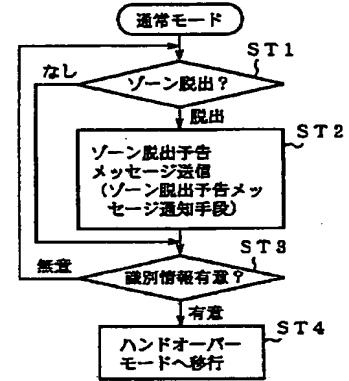 通常モード
ST1
なし
ゾーン脱出？
脱出
ST2
ゾーン脱出予告
メッセージ送信
（ゾーン脱出予告メッ
セージ通知手段）
ST3
無意
識別情報有意？
有意
ST4
ハンドオーバー
モードへ移行